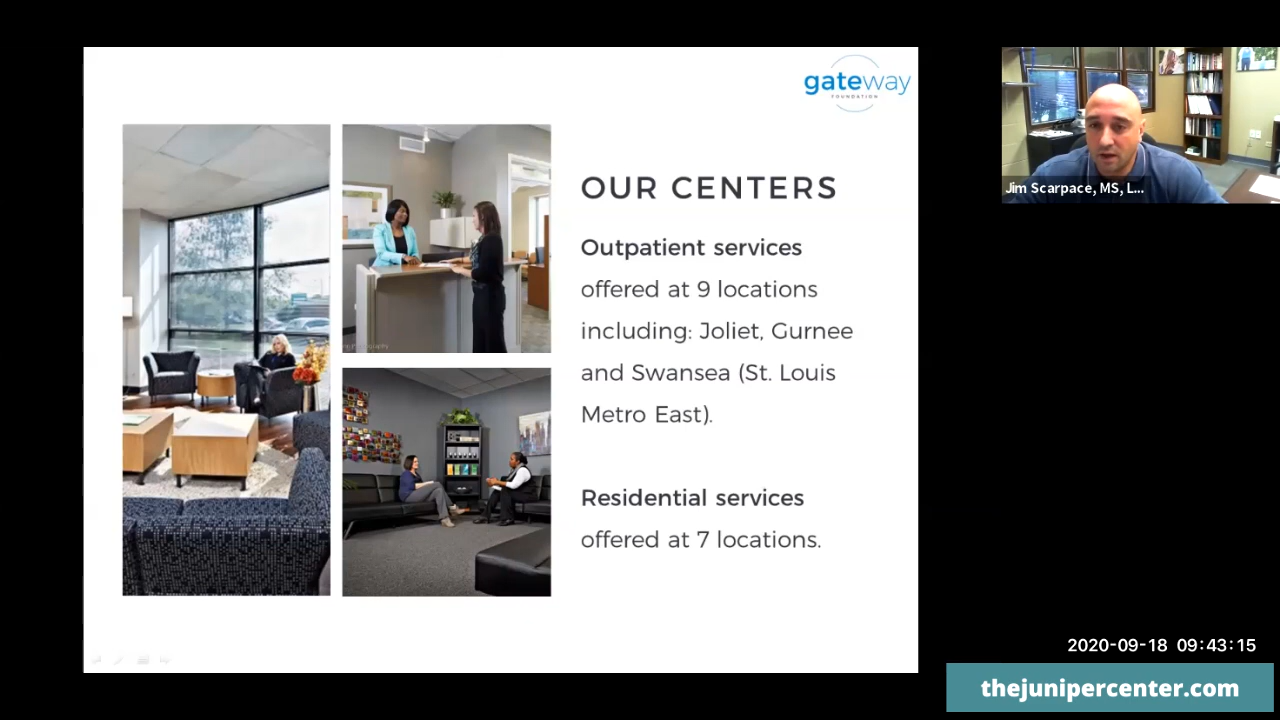 gateway
FOUNDATION
OUR CENTERS
Outpatient services
offered at 9 locations
including: Joliet, Gurnee
and Swansea (St. Louis
Metro East).
Residential services
offered at 7 locations.
Jim Scarpace, MS, L...
2020-09-18 09:43:15
thejunipercenter.com